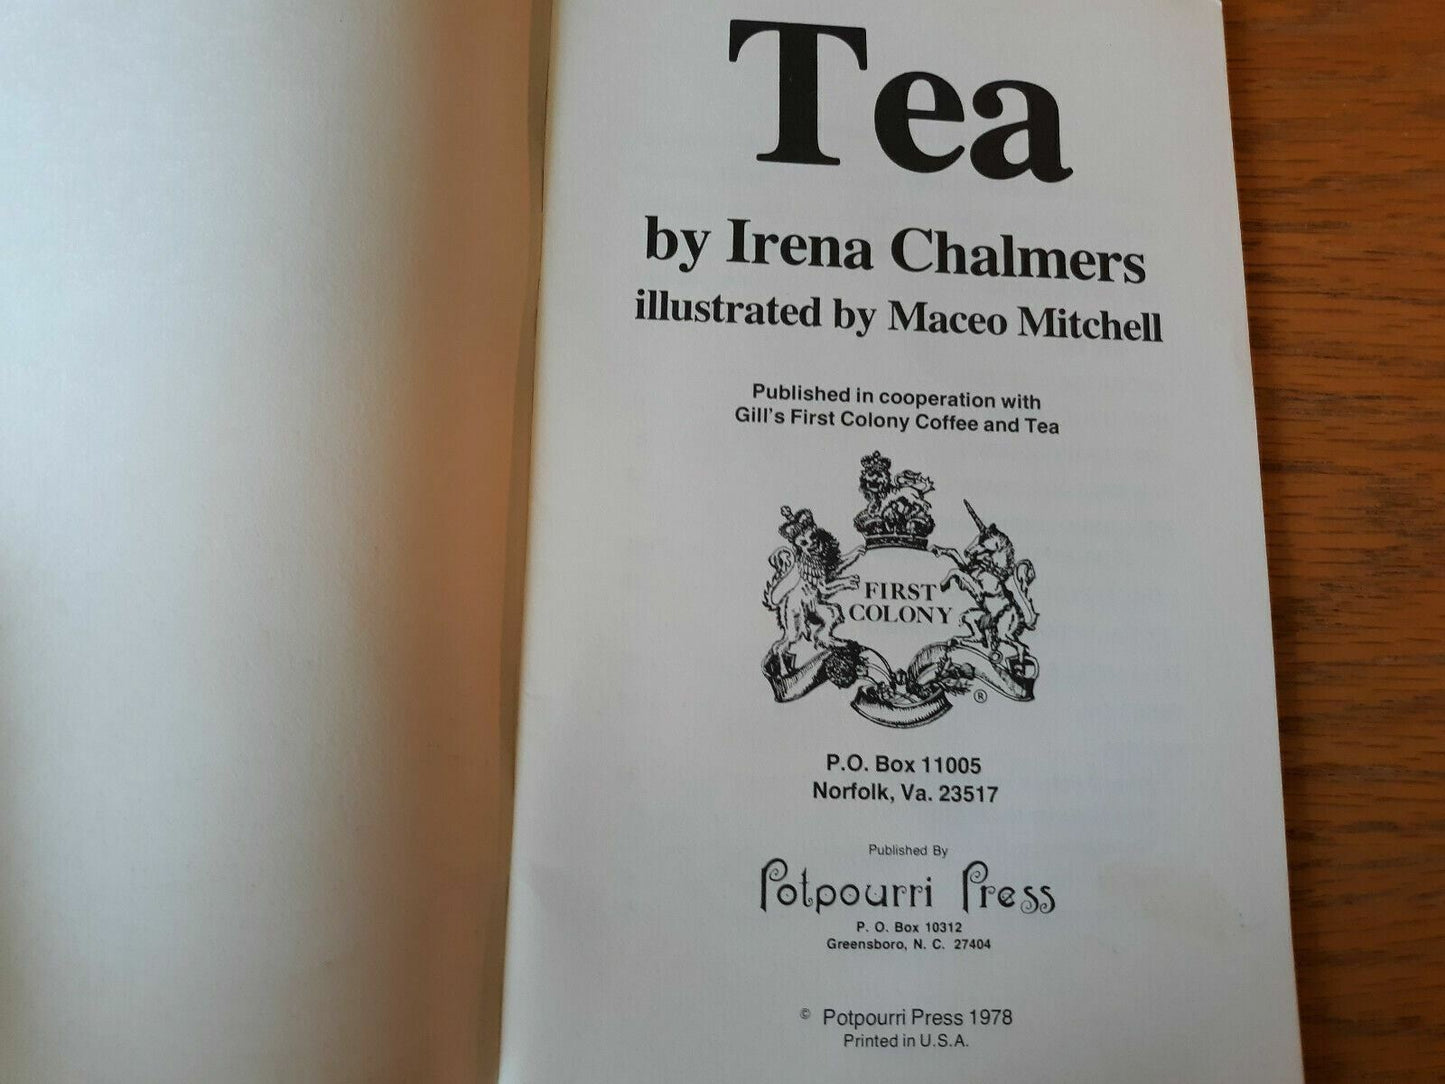 Tea
by Irena Chalmers
illustrated by Maceo Mitchell
Published in cooperation with
Gill's First Colony Coffee and Tea
FIRST
COLONY
®
P.O. Box 11005
Norfolk, Va. 23517
Published By
Potpourri Press
P. O. Box 10312
Greensboro, N. C. 27404
© Potpourri Press 1978
Printed in U.S.A.